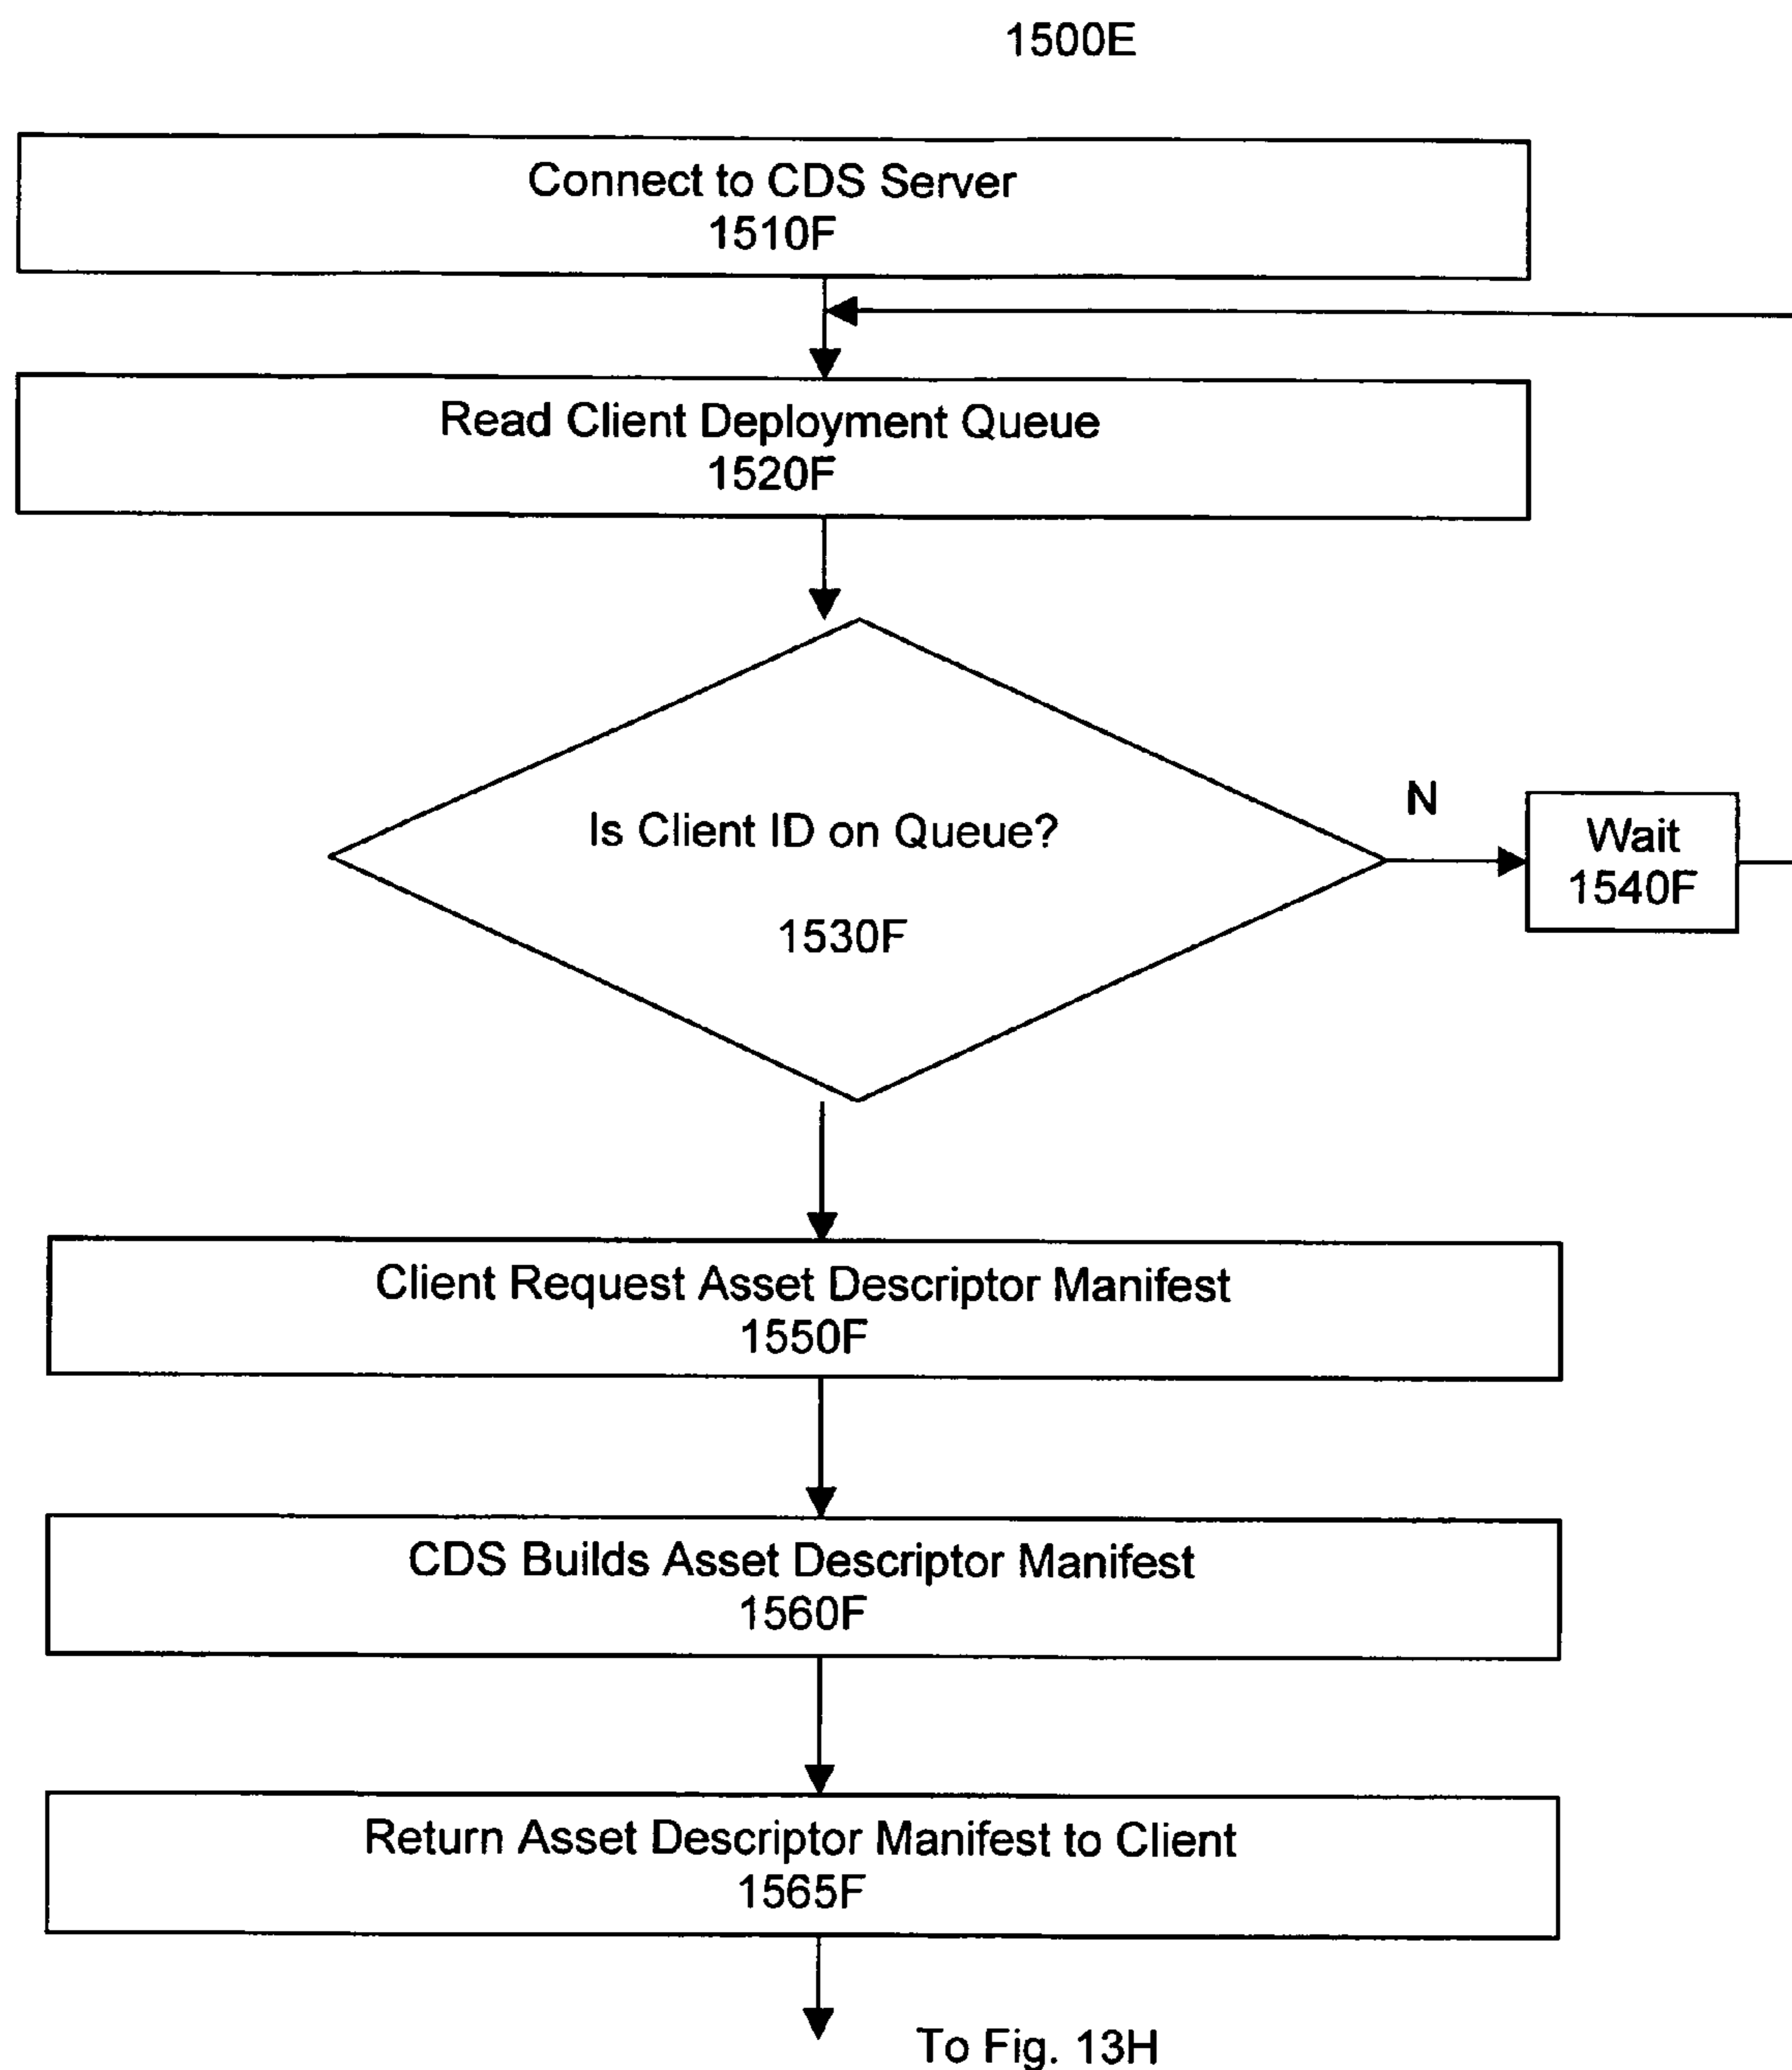 1500E
Connect to CDS Server
1510F
Read Client Deployment Queue
1520F
Is Client ID on Queue?
1530F
N
Wait
1540F
Client Request Asset Descriptor Manifest
1550F
CDS Builds Asset Descriptor Manifest
1560F
Return Asset Descriptor Manifest to Client
1565F
To Fig. 13H